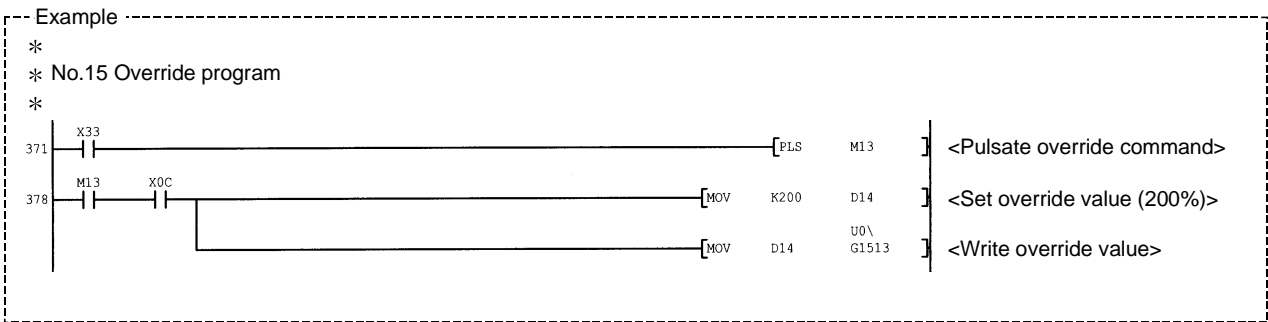 Example
*
* No.15 Override program
*
X33
371 [PLS M13 ] <Pulsate override command>
M13 X0C
378 [MOV K200 D14 ] <Set override value (200%)>
U0\
[MOV D14 G1513 ] <Write override value>